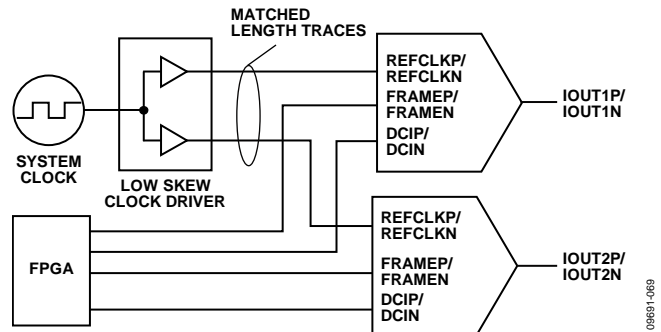 MATCHED
LENGTH TRACES
REFCLKP/
REFCLKN
FRAMEP/
FRAMEN
DCIP/
DCIN
IOUT1P/
IOUT1N
SYSTEM
CLOCK
LOW SKEW
CLOCK DRIVER
FPGA
REFCLKP/
REFCLKN
FRAMEP/
FRAMEN
DCIP/
DCIN
IOUT2P/
IOUT2N
09691-069